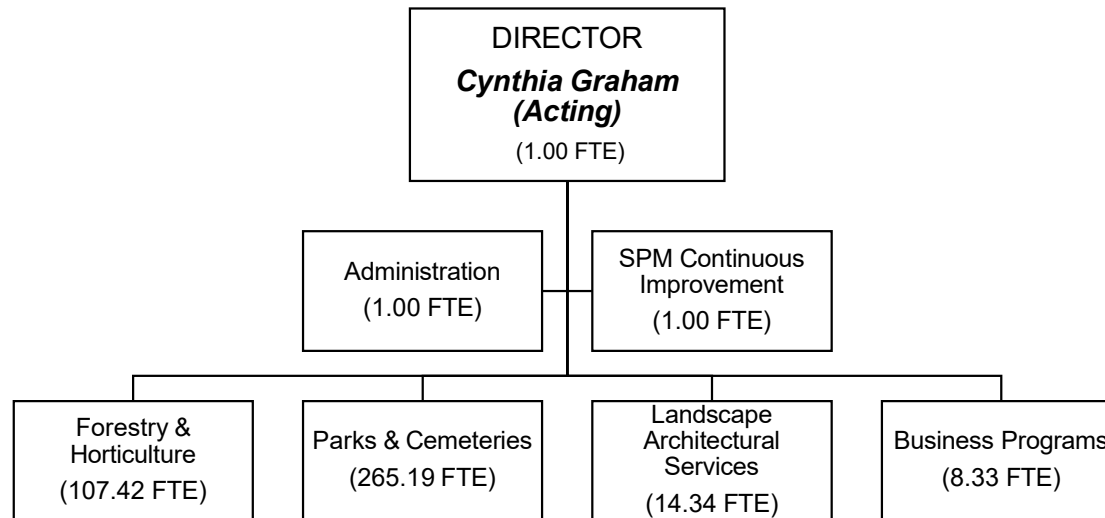 DIRECTOR
Cynthia Graham
(Acting)
(1.00 FTE)
Administration
(1.00 FTE)
SPM Continuous
Improvement
(1.00 FTE)
Forestry &
Horticulture
(107.42 FTE)
Parks & Cemeteries
(265.19 FTE)
Landscape
Architectural
Services
(14.34 FTE)
Business Programs
(8.33 FTE)